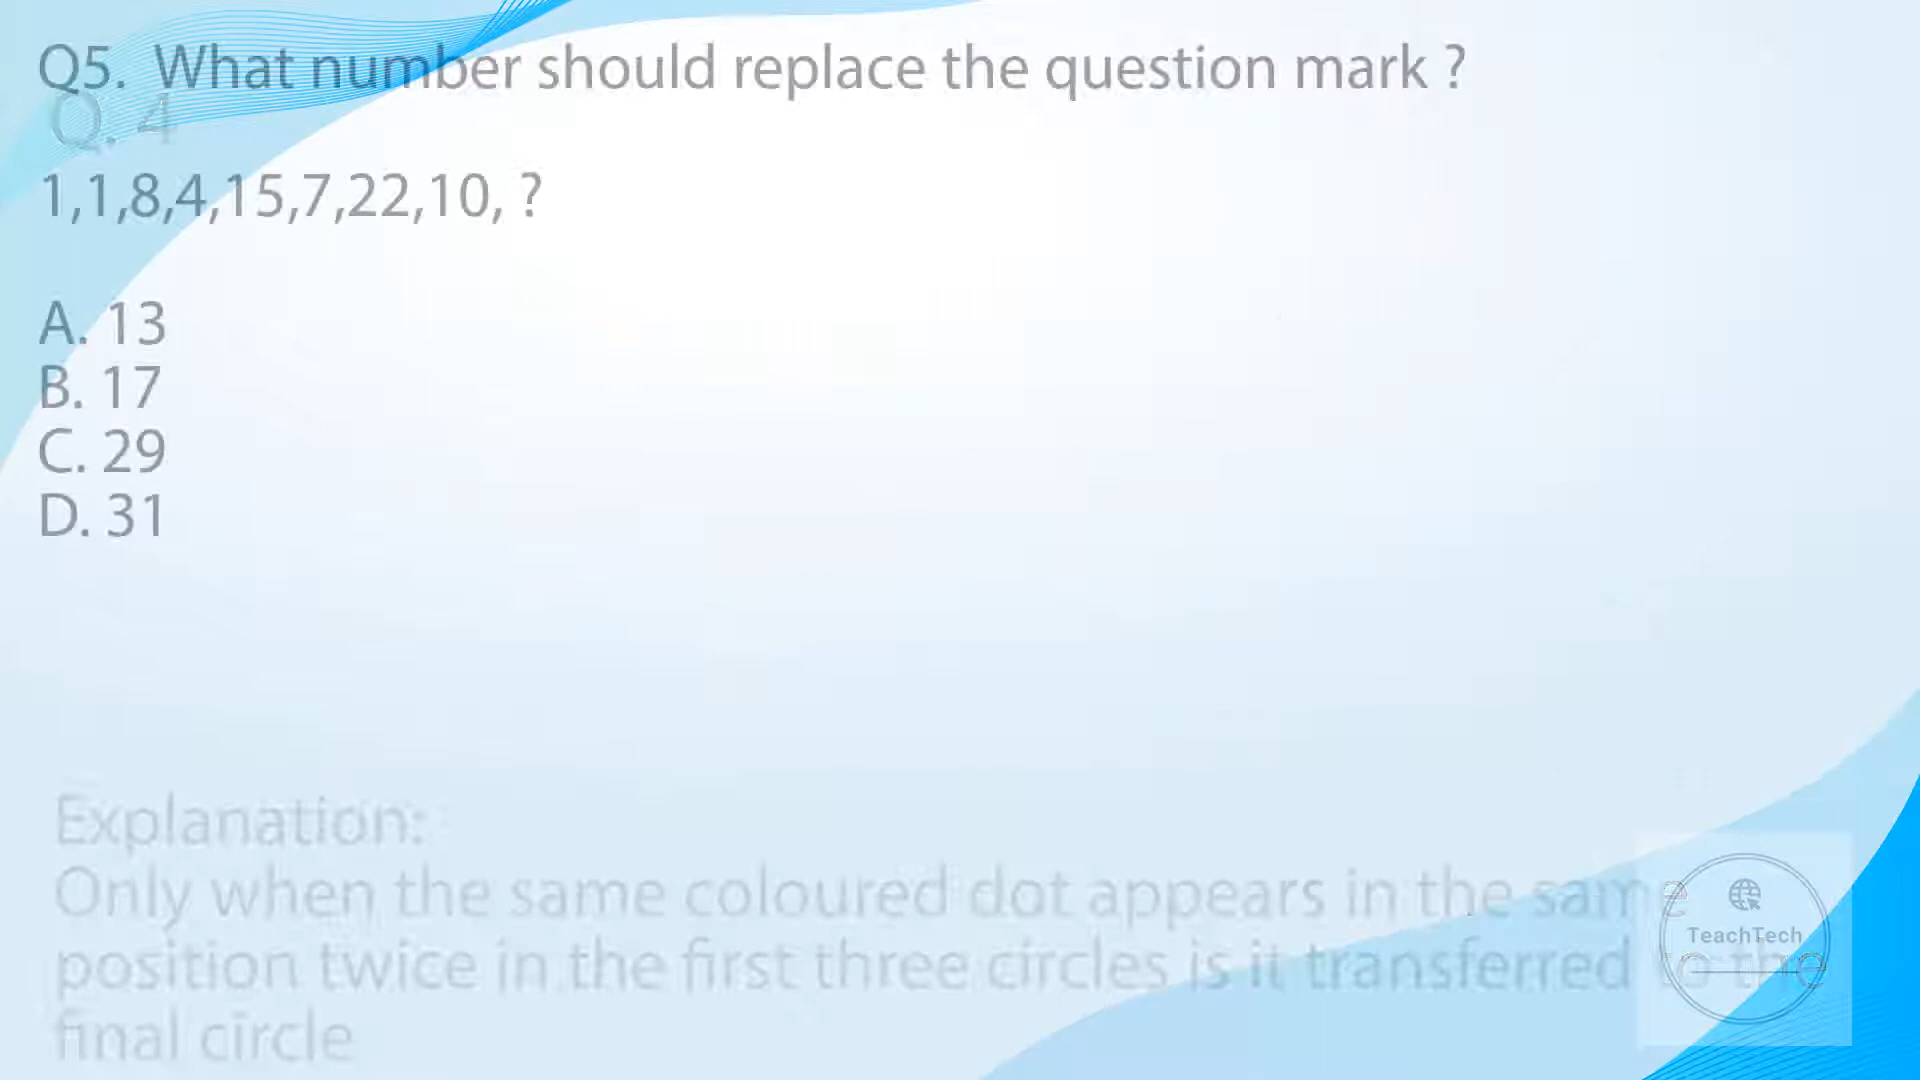 Q5. What number should replace the question mark ?
Q. 4
1,1,8,4,15,7,22,10, ?
A. 13
B. 17
C. 29
D. 31
Explanation:
Only when the same coloured dot appears in the same
position twice in the first three circles is it transferred to the
final circle
TeachTech